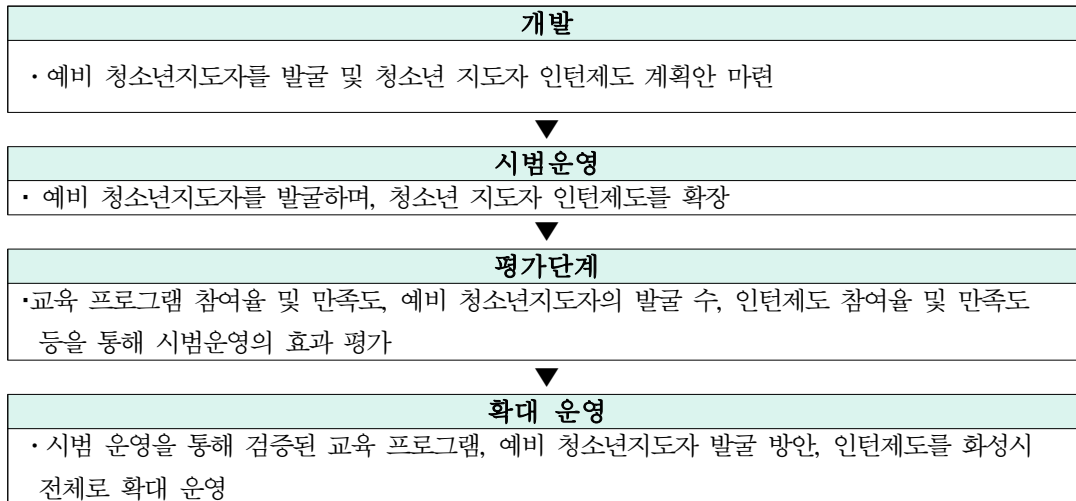 개발
· 예비 청소년지도자를 발굴 및 청소년 지도자 인턴제도 계획안 마련
▼
시범운영
· 예비 청소년지도자를 발굴하며, 청소년 지도자 인턴제도를 확장
▼
평가단계
·교육 프로그램 참여율 및 만족도, 예비 청소년지도자의 발굴 수, 인턴제도 참여율 및 만족도
등을 통해 시범운영의 효과 평가
▼
확대 운영
· 시범 운영을 통해 검증된 교육 프로그램, 예비 청소년지도자 발굴 방안, 인턴제도를 화성시
전체로 확대 운영